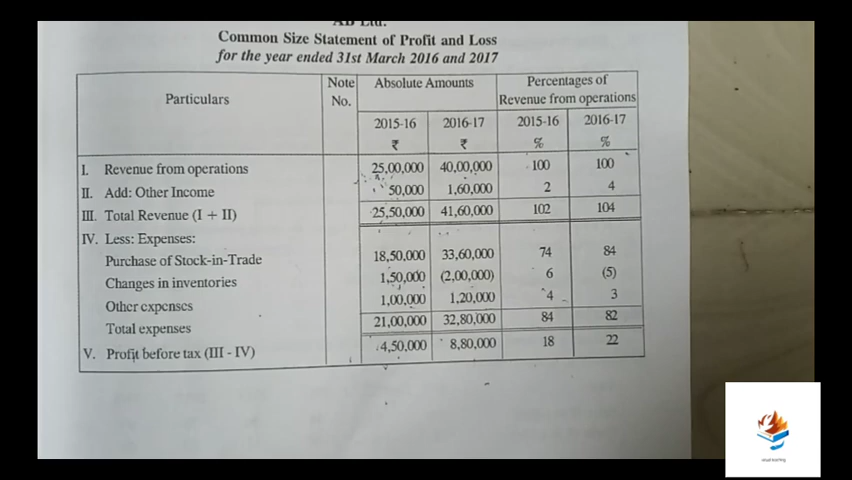 AB Ltd.
Common Size Statement of Profit and Loss
for the year ended 31st March 2016 and 2017
Particulars Note No. Absolute Amounts Percentages of Revenue from operations
2015-16 2016-17 2015-16 2016-17
₹ ₹ % %
I. Revenue from operations 25,00,000 40,00,000 100 100
II. Add: Other Income 50,000 1,60,000 2 4
III. Total Revenue (I + II) 25,50,000 41,60,000 102 104
IV. Less: Expenses:
Purchase of Stock-in-Trade 18,50,000 33,60,000 74 84
Changes in inventories 1,50,000 (2,00,000) 6 (5)
Other expenses 1,00,000 1,20,000 4 3
Total expenses 21,00,000 32,80,000 84 82
V. Profit before tax (III - IV) 4,50,000 8,80,000 18 22